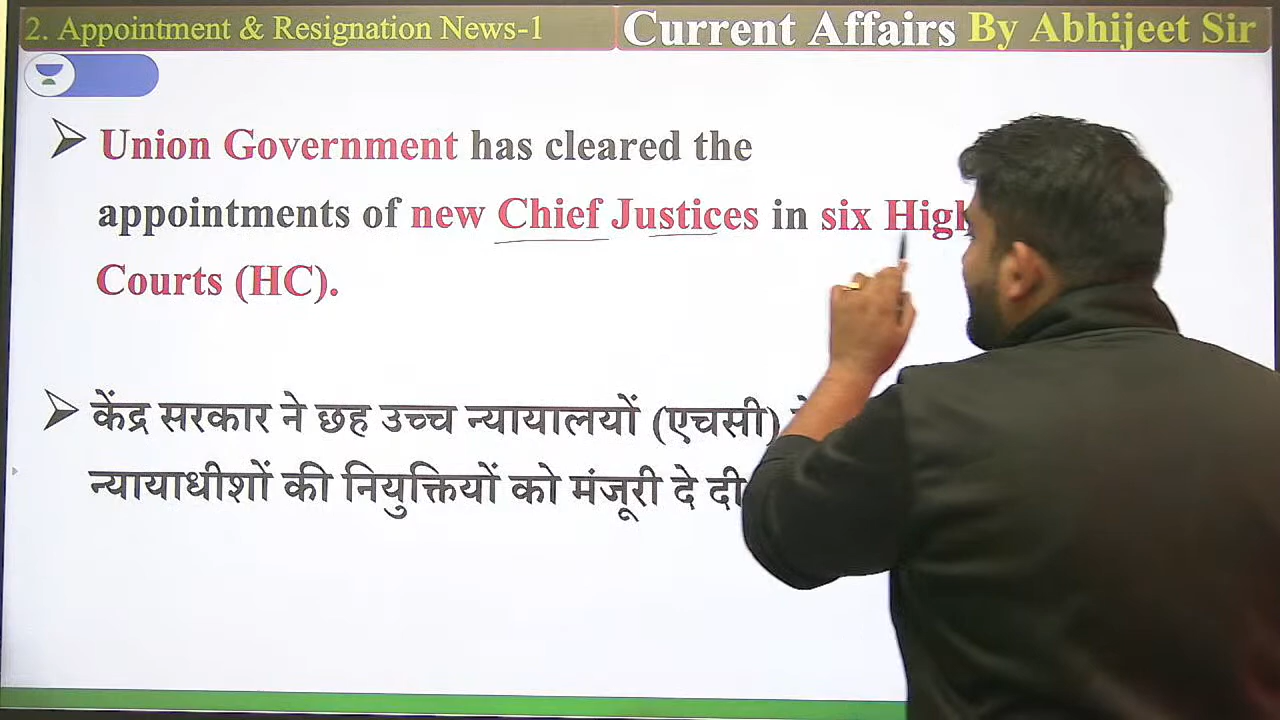 2. Appointment & Resignation News-1
Current Affairs By Abhijeet Sir
Union Government has cleared the
appointments of new Chief Justices in six High
Courts (HC).
केंद्र सरकार ने छह उच्च न्यायालयों (एचसी)
न्यायाधीशों की नियुक्तियों को मंजूरी दे दी